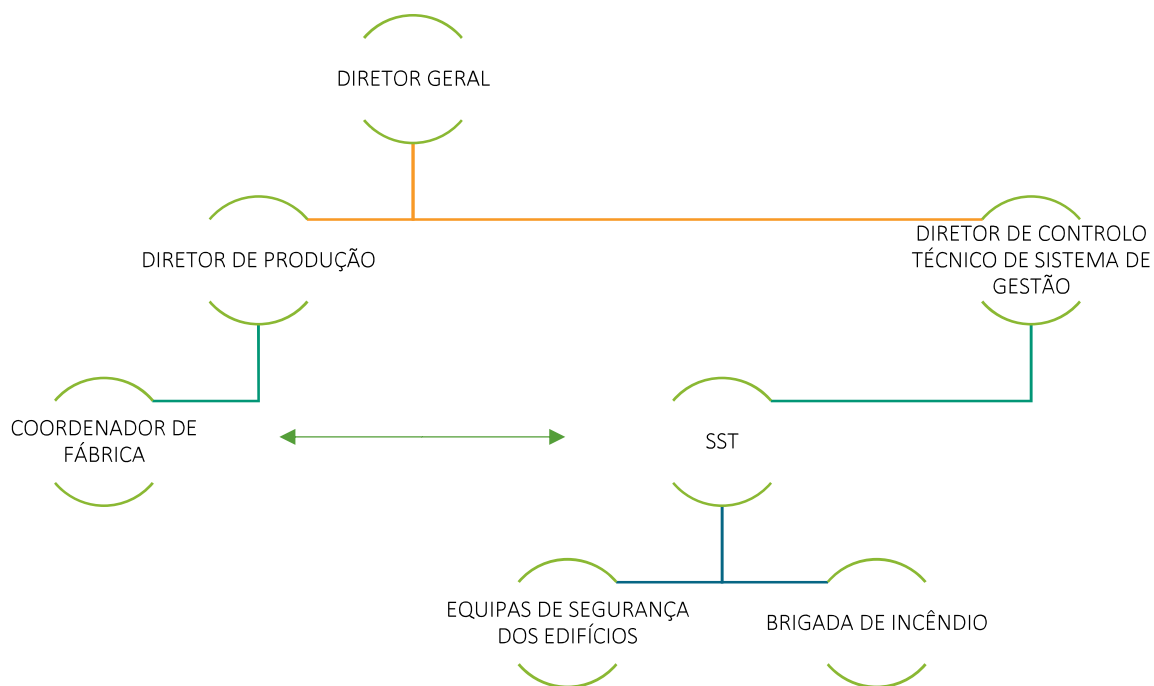 DIRETOR GERAL
DIRETOR DE PRODUÇÃO
DIRETOR DE CONTROLO
TÉCNICO DE SISTEMA DE
GESTÃO
COORDENADOR DE
FÁBRICA
SST
EQUIPAS DE SEGURANÇA
DOS EDIFÍCIOS
BRIGADA DE INCÊNDIO